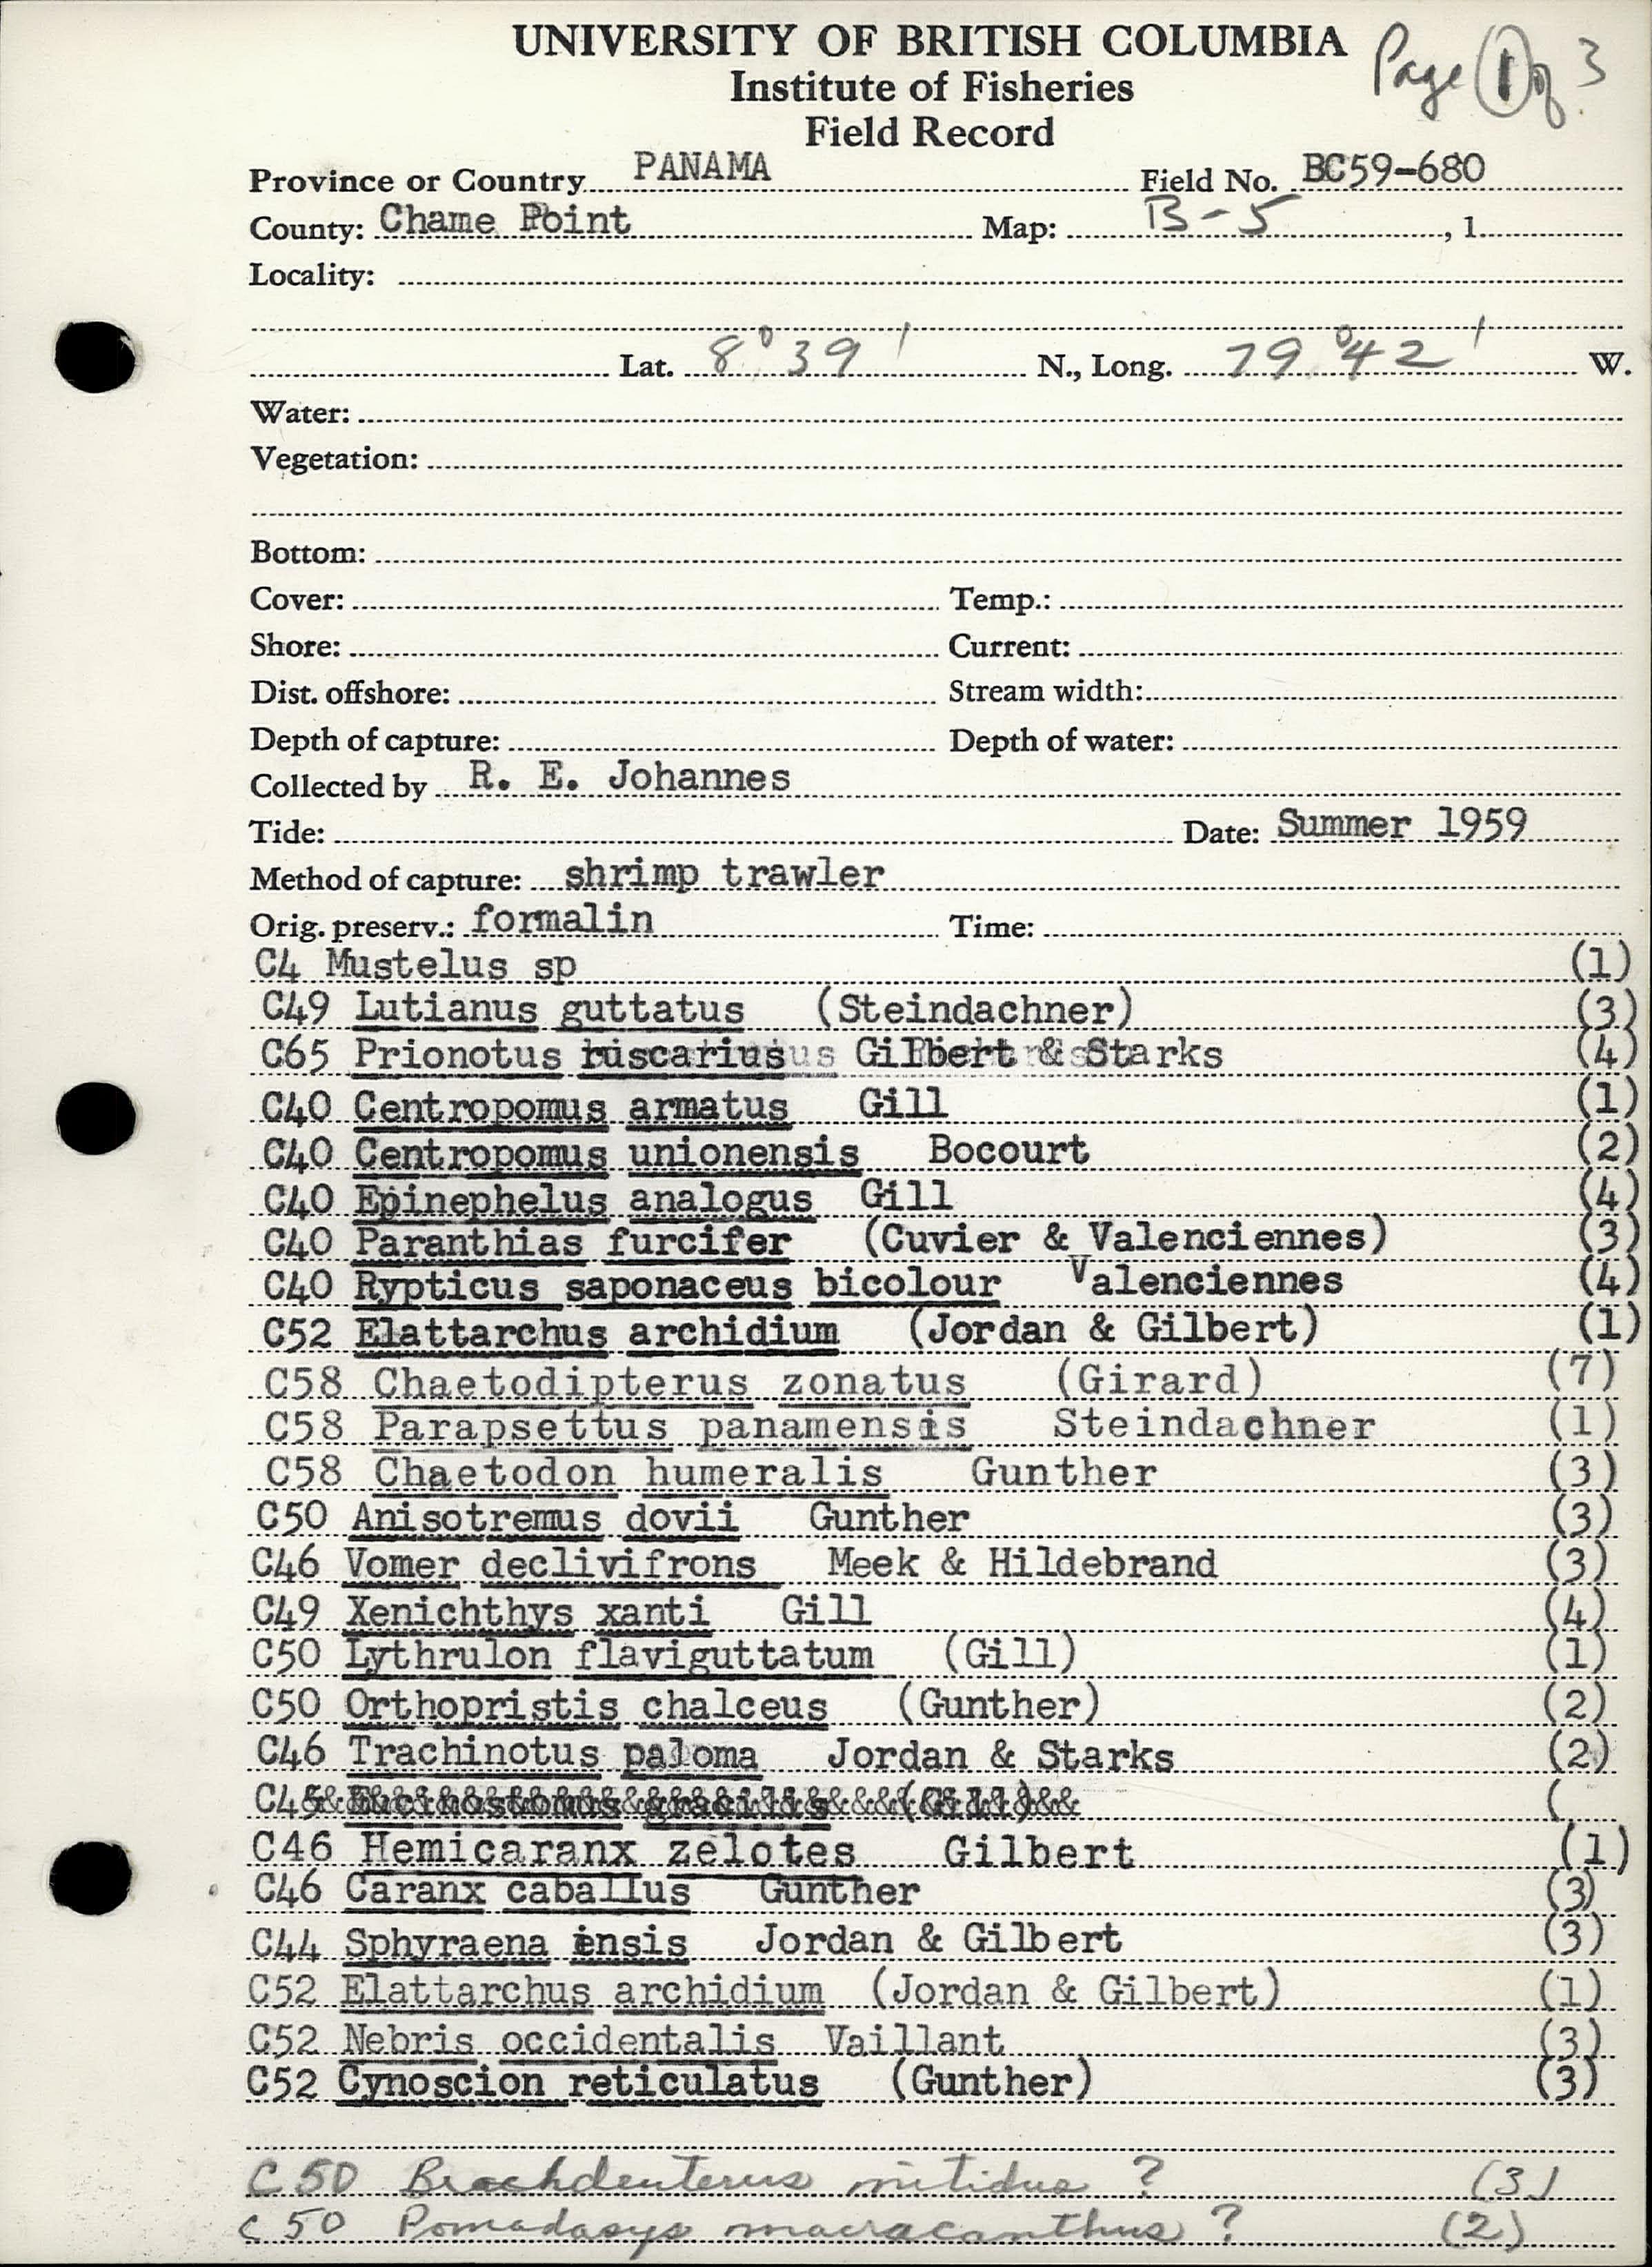 UNIVERSITY OF BRITISH COLUMBIA
Page 1 of 3
Institute of Fisheries
Field Record
Province or Country PANAMA Field No. BC59-680
County: Chame Point Map: B-5 , 1
Locality:
Lat. 8°39' N., Long. 79°42' W.
Water:
Vegetation:
Bottom:
Cover: Temp.:
Shore: Current:
Dist. offshore: Stream width:
Depth of capture: Depth of water:
Collected by R. E. Johannes
Tide: Date: Summer 1959
Method of capture: shrimp trawler
Orig. preserv.: formalin Time:
C4 Mustelus sp (1)
C49 Lutianus guttatus (Steindachner) (3)
C65 Prionotus ruscarius Gilbert & Starks (4)
C40 Centropomus armatus Gill (1)
C40 Centropomus unionensis Bocourt (2)
C40 Epinephelus analogus Gill (4)
C40 Paranthias furcifer (Cuvier & Valenciennes) (3)
C40 Rypticus saponaceus bicolour Valenciennes (4)
C52 Elattarchus archidium (Jordan & Gilbert) (1)
C58 Chaetodipterus zonatus (Girard) (7)
C58 Parapsettus panamensis Steindachner (1)
C58 Chaetodon humeralis Gunther (3)
C50 Anisotremus dovii Gunther (3)
C46 Vomer declivifrons Meek & Hildebrand (3)
C49 Xenichthys xanti Gill (4)
C50 Lythrulon flaviguttatum (Gill) (1)
C50 Orthopristis chalceus (Gunther) (2)
C46 Trachinotus paloma Jordan & Starks (2)
C45 Eucinostomus gracilis (Gill) (
C46 Hemicaranx zelotes Gilbert (1)
C46 Caranx caballus Gunther (3)
C44 Sphyraena ensis Jordan & Gilbert (3)
C52 Elattarchus archidium (Jordan & Gilbert) (1)
C52 Nebris occidentalis Vaillant (3)
C52 Cynoscion reticulatus (Gunther) (3)
C50 Brachdeuterus nitidus ? (3)
C50 Pomadasys macracanthus ? (2)